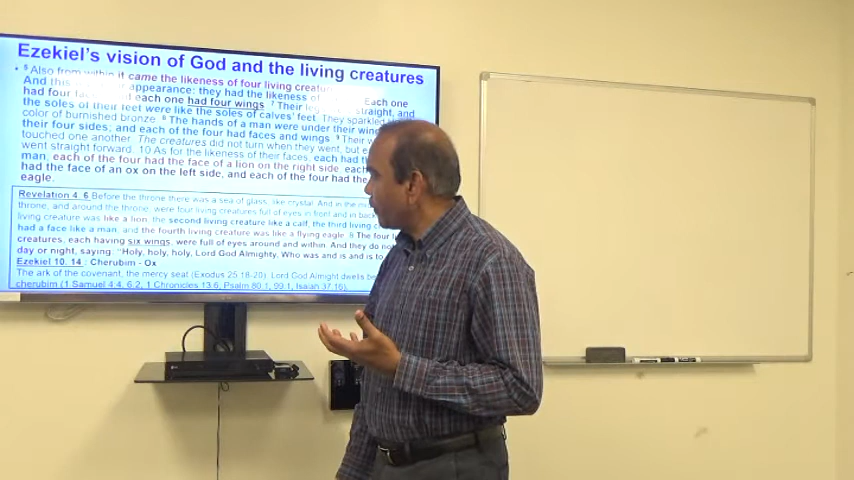 Ezekiel's vision of God and the living creatures
• 5 Also from within it came the likeness of four living creatur
And this appearance: they had the likeness of Each one
had four fac each one had four wings. 7 Their leg straight, and
the soles of their feet were like the soles of calves' feet. They sparkled
color of burnished bronze. 8 The hands of a man were under their wing
their four sides; and each of the four had faces and wings. 9 Their w
touched one another. The creatures did not turn when they went, but e
went straight forward. 10 As for the likeness of their faces, each had th
man; each of the four had the face of a lion on the right side, each
had the face of an ox on the left side, and each of the four had the
eagle.
Revelation 4. 6 Before the throne there was a sea of glass, like crystal. And in the mi
throne, and around the throne, were four living creatures full of eyes in front and in back
living creature was like a lion, the second living creature like a calf, the third living c
had a face like a man, and the fourth living creature was like a flying eagle. 8 The four l
creatures, each having six wings, were full of eyes around and within. And they do no
day or night, saying: "Holy, holy, holy, Lord God Almighty, Who was and is and is to
Ezekiel 10. 14 : Cherubim - Ox
The ark of the covenant, the mercy seat (Exodus 25.18-20). Lord God Almight dwells be
cherubim (1 Samuel 4.4, 6.2, 1 Chronicles 13.6, Psalm 80.1, 99.1, Isaiah 37.16)